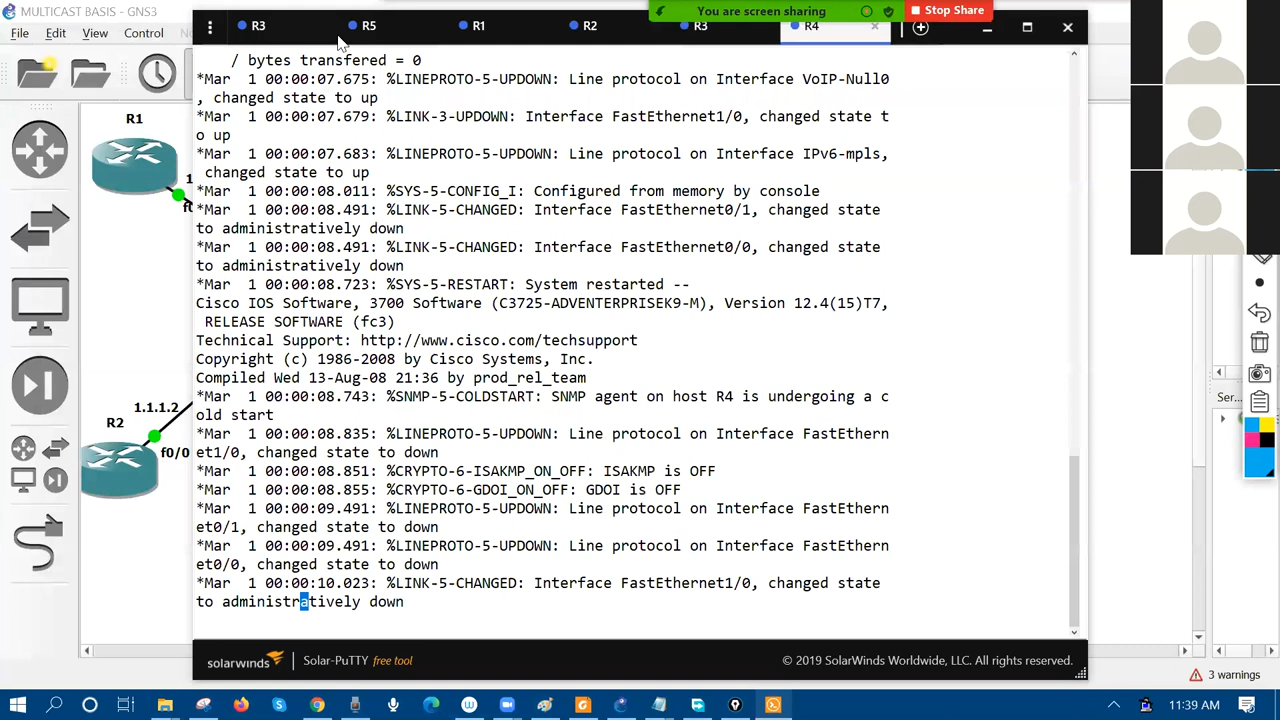 MULTICAST BASIS - GNS3
File Edit View Control
R3
R5
R1
R2
R3
R4
You are screen sharing
Stop Share
/ bytes transfered = 0
*Mar  1 00:00:07.675: %LINEPROTO-5-UPDOWN: Line protocol on Interface VoIP-Null0
, changed state to up
*Mar  1 00:00:07.679: %LINK-3-UPDOWN: Interface FastEthernet1/0, changed state t
o up
*Mar  1 00:00:07.683: %LINEPROTO-5-UPDOWN: Line protocol on Interface IPv6-mpls,
changed state to up
*Mar  1 00:00:08.011: %SYS-5-CONFIG_I: Configured from memory by console
*Mar  1 00:00:08.491: %LINK-5-CHANGED: Interface FastEthernet0/1, changed state
to administratively down
*Mar  1 00:00:08.491: %LINK-5-CHANGED: Interface FastEthernet0/0, changed state
to administratively down
*Mar  1 00:00:08.723: %SYS-5-RESTART: System restarted --
Cisco IOS Software, 3700 Software (C3725-ADVENTERPRISEK9-M), Version 12.4(15)T7,
RELEASE SOFTWARE (fc3)
Technical Support: http://www.cisco.com/techsupport
Copyright (c) 1986-2008 by Cisco Systems, Inc.
Compiled Wed 13-Aug-08 21:36 by prod_rel_team
*Mar  1 00:00:08.743: %SNMP-5-COLDSTART: SNMP agent on host R4 is undergoing a c
old start
*Mar  1 00:00:08.835: %LINEPROTO-5-UPDOWN: Line protocol on Interface FastEthern
et1/0, changed state to down
*Mar  1 00:00:08.851: %CRYPTO-6-ISAKMP_ON_OFF: ISAKMP is OFF
*Mar  1 00:00:08.855: %CRYPTO-6-GDOI_ON_OFF: GDOI is OFF
*Mar  1 00:00:09.491: %LINEPROTO-5-UPDOWN: Line protocol on Interface FastEthern
et0/1, changed state to down
*Mar  1 00:00:09.491: %LINEPROTO-5-UPDOWN: Line protocol on Interface FastEthern
et0/0, changed state to down
*Mar  1 00:00:10.023: %LINK-5-CHANGED: Interface FastEthernet1/0, changed state
to administratively down
R1
R2
1.1.1.2
f0/0
Ser...
solarwinds
Solar-PuTTY free tool
© 2019 SolarWinds Worldwide, LLC. All rights reserved.
3 warnings
11:39 AM